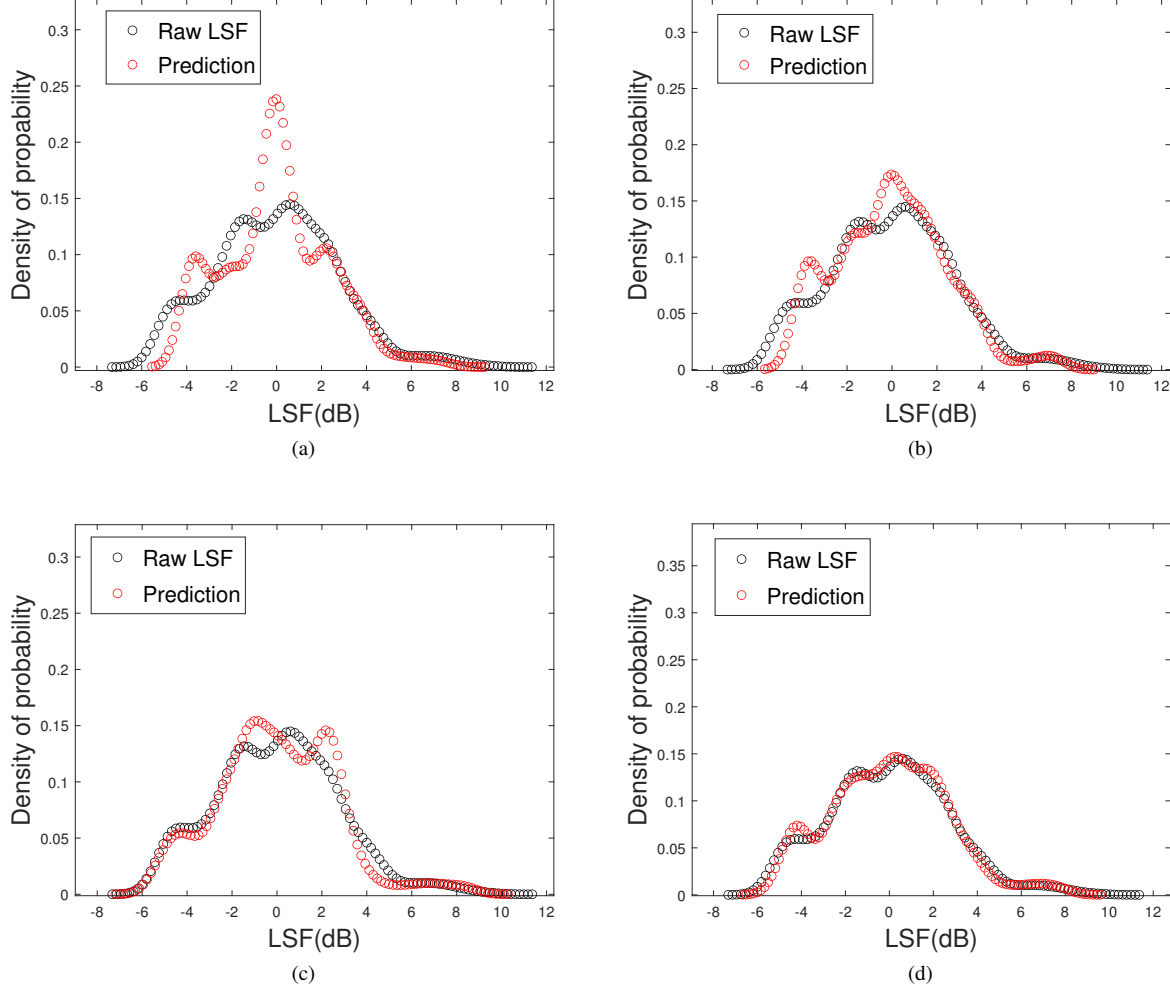 0.3
Raw LSF
Prediction
0.25
0.2
0.15
0.1
0.05
0
Density of propability
-8 -6 -4 -2 0 2 4 6 8 10 12
LSF(dB)
(a)
0.3
Raw LSF
Prediction
0.25
0.2
0.15
0.1
0.05
0
Density of probability
-8 -6 -4 -2 0 2 4 6 8 10 12
LSF(dB)
(b)
0.3
Raw LSF
Prediction
0.25
0.2
0.15
0.1
0.05
0
Density of probability
-8 -6 -4 -2 0 2 4 6 8 10 12
LSF(dB)
(c)
0.35
Raw LSF
Prediction
0.3
0.25
0.2
0.15
0.1
0.05
0
Density of probability
-8 -6 -4 -2 0 2 4 6 8 10 12
LSF(dB)
(d)